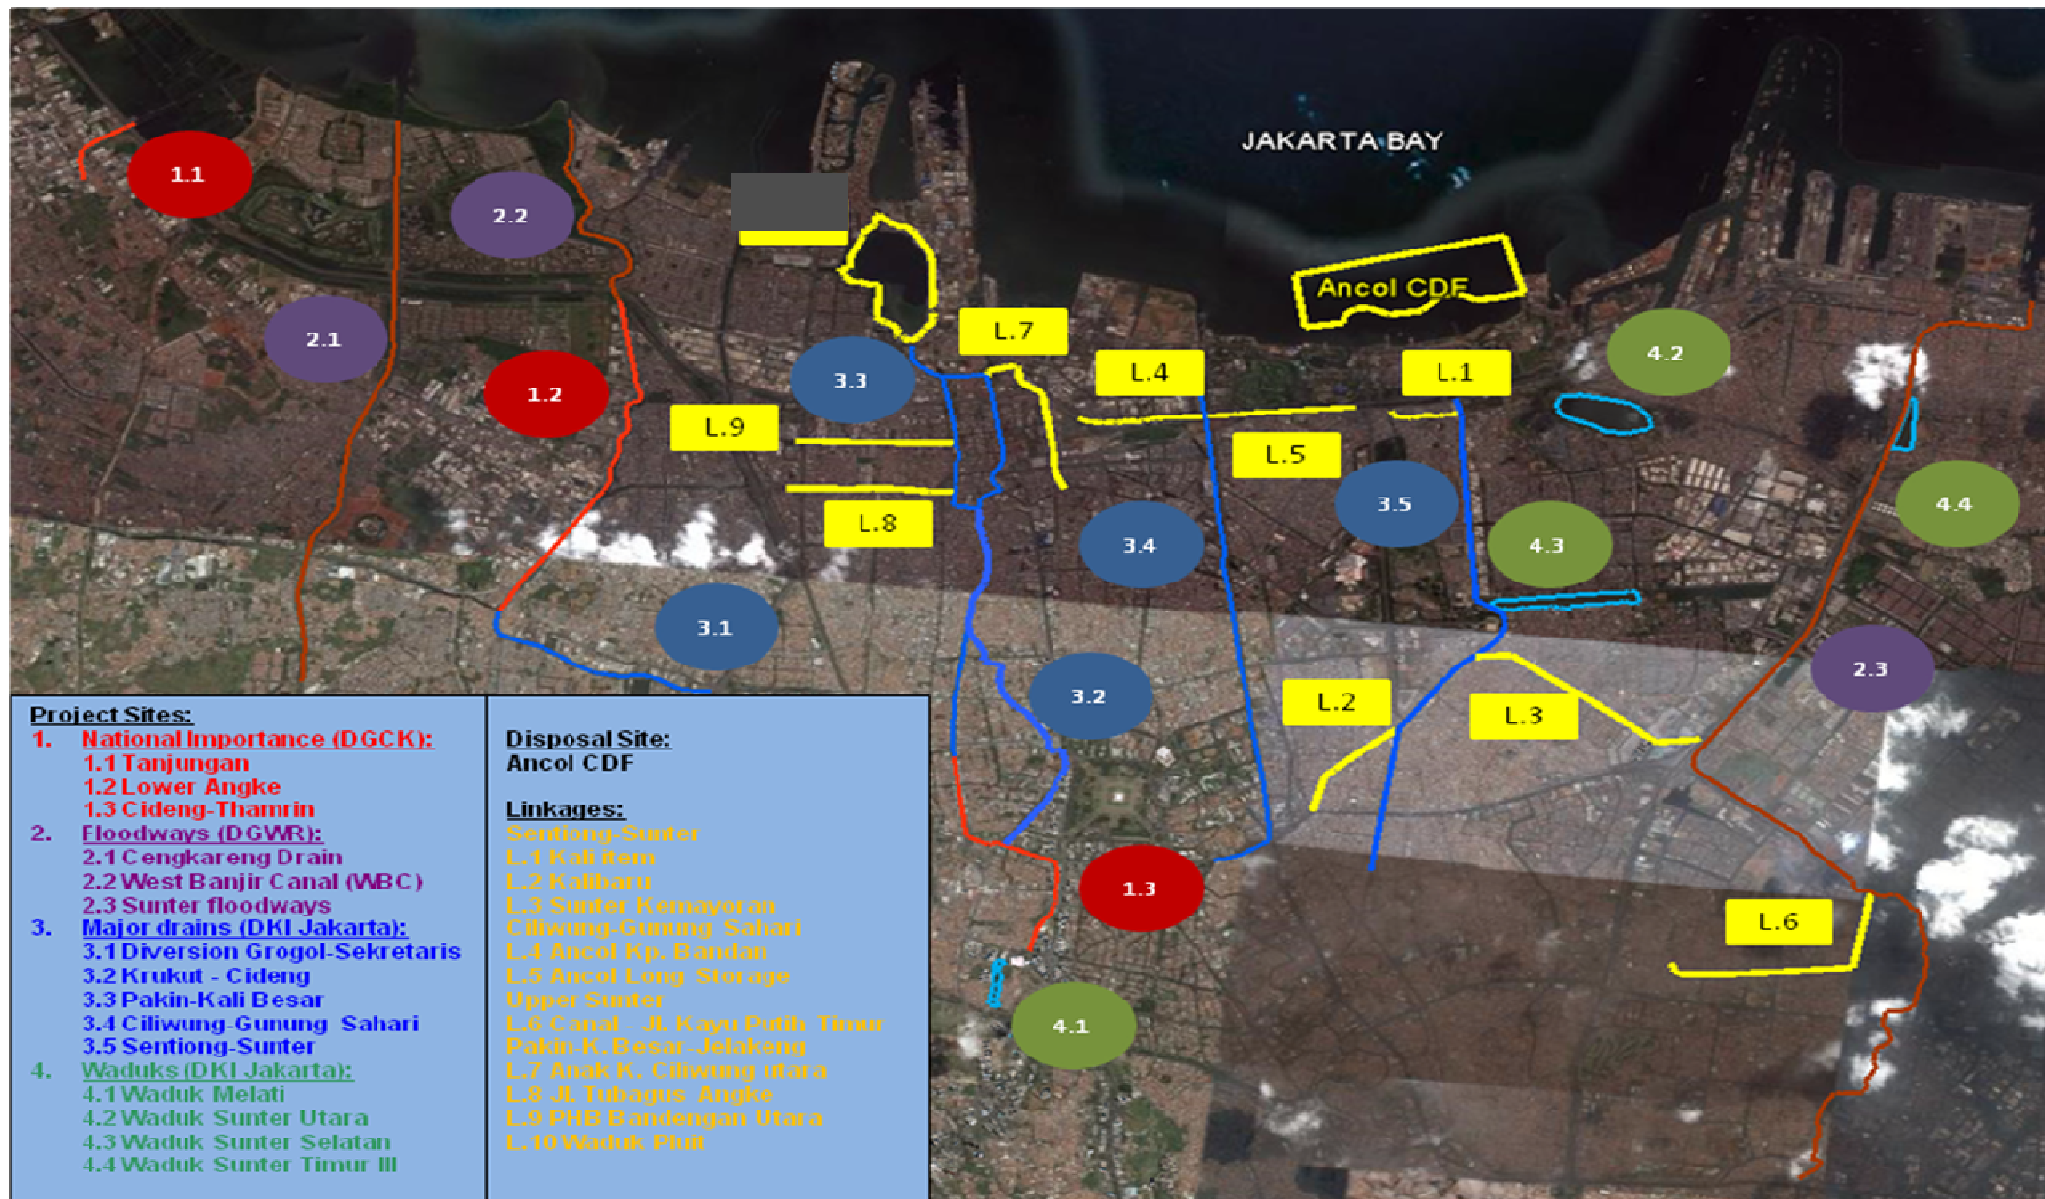 JAKARTA BAY
1.1
2.2
Ancol CDF
2.1
L.7
3.3
1.2
L.4
L.1
4.2
L.9
L.5
L.8
3.5
4.4
3.4
4.3
3.1
2.3
3.2
L.2
L.3
1.3
L.6
4.1
Project Sites:
1. National Importance (DGCK):
1.1 Tanjungan
1.2 Lower Angke
1.3 Cideng-Thamrin
2. Floodways (DGWR):
2.1 Cengkareng Drain
2.2 West Banjir Canal (WBC)
2.3 Sunter floodways
3. Major drains (DKI Jakarta):
3.1 Diversion Grogol-Sekretaris
3.2 Krukut - Cideng
3.3 Pakin-Kali Besar
3.4 Ciliwung-Gunung Sahari
3.5 Sentiong-Sunter
4. Waduks (DKI Jakarta):
4.1 Waduk Melati
4.2 Waduk Sunter Utara
4.3 Waduk Sunter Selatan
4.4 Waduk Sunter Timur III
Disposal Site:
Ancol CDF
Linkages:
Sentiong-Sunter
L.1 Kali item
L.2 Kalibaru
L.3 Sunter Kemayoran
Ciliwung-Gunung Sahari
L.4 Ancol Kp. Bandan
L.5 Ancol Long Storage
Upper Sunter
L.6 Canal - Jl. Kayu Putih Timur
Pakin-K. Besar-Jelakeng
L.7 Anak K. Ciliwung utara
L.8 Jl. Tubagus Angke
L.9 PHB Bandengan Utara
L.10 Waduk Pluit